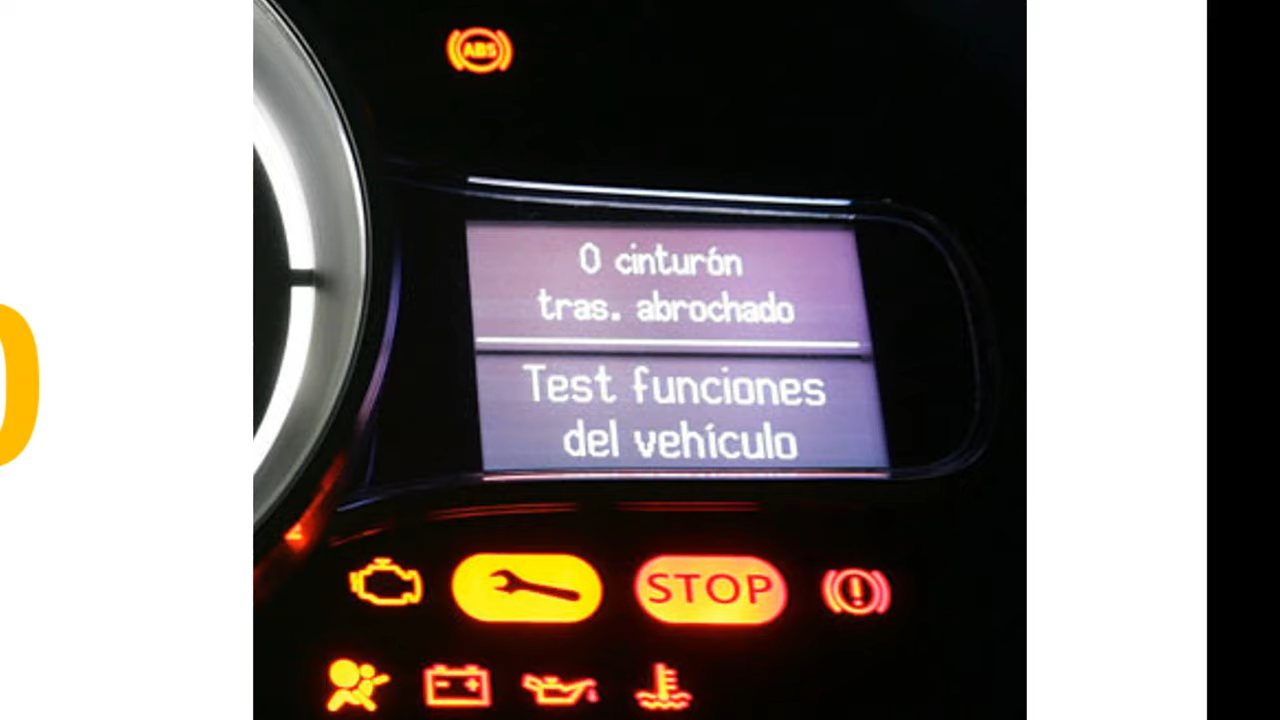 ABS
0 cinturón
tras. abrochado
Test funciones
del vehículo
STOP